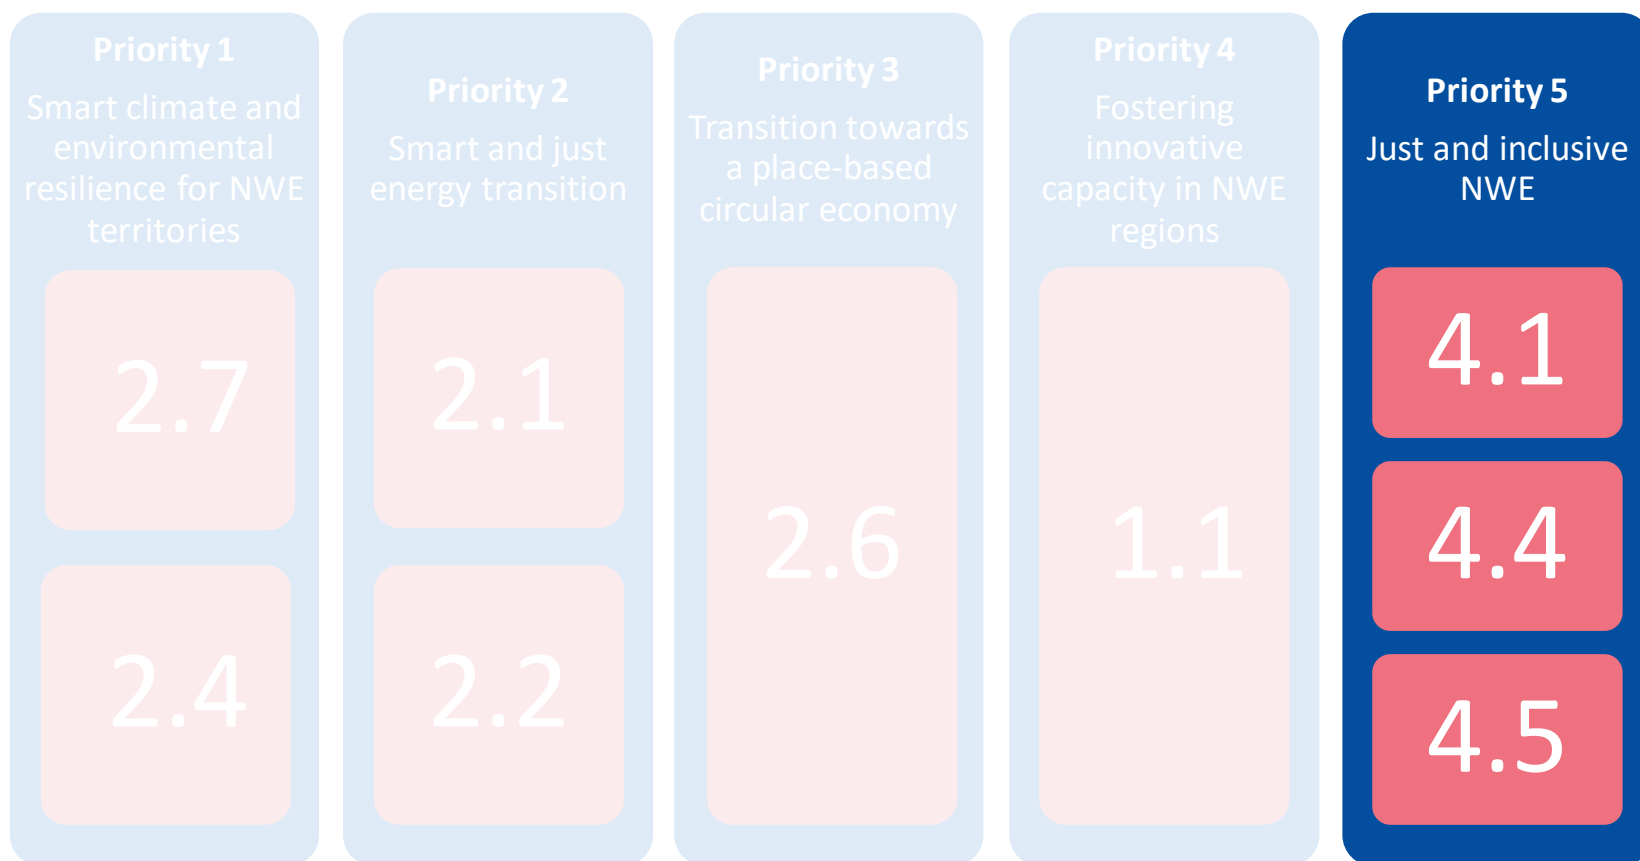 Priority 1
Smart climate and
environmental
resilience for NWE
territories
2.7
2.4
Priority 2
Smart and just
energy transition
2.1
2.2
Priority 3
Transition towards
a place-based
circular economy
2.6
Priority 4
Fostering
innovative
capacity in NWE
regions
1.1
Priority 5
Just and inclusive
NWE
4.1
4.4
4.5